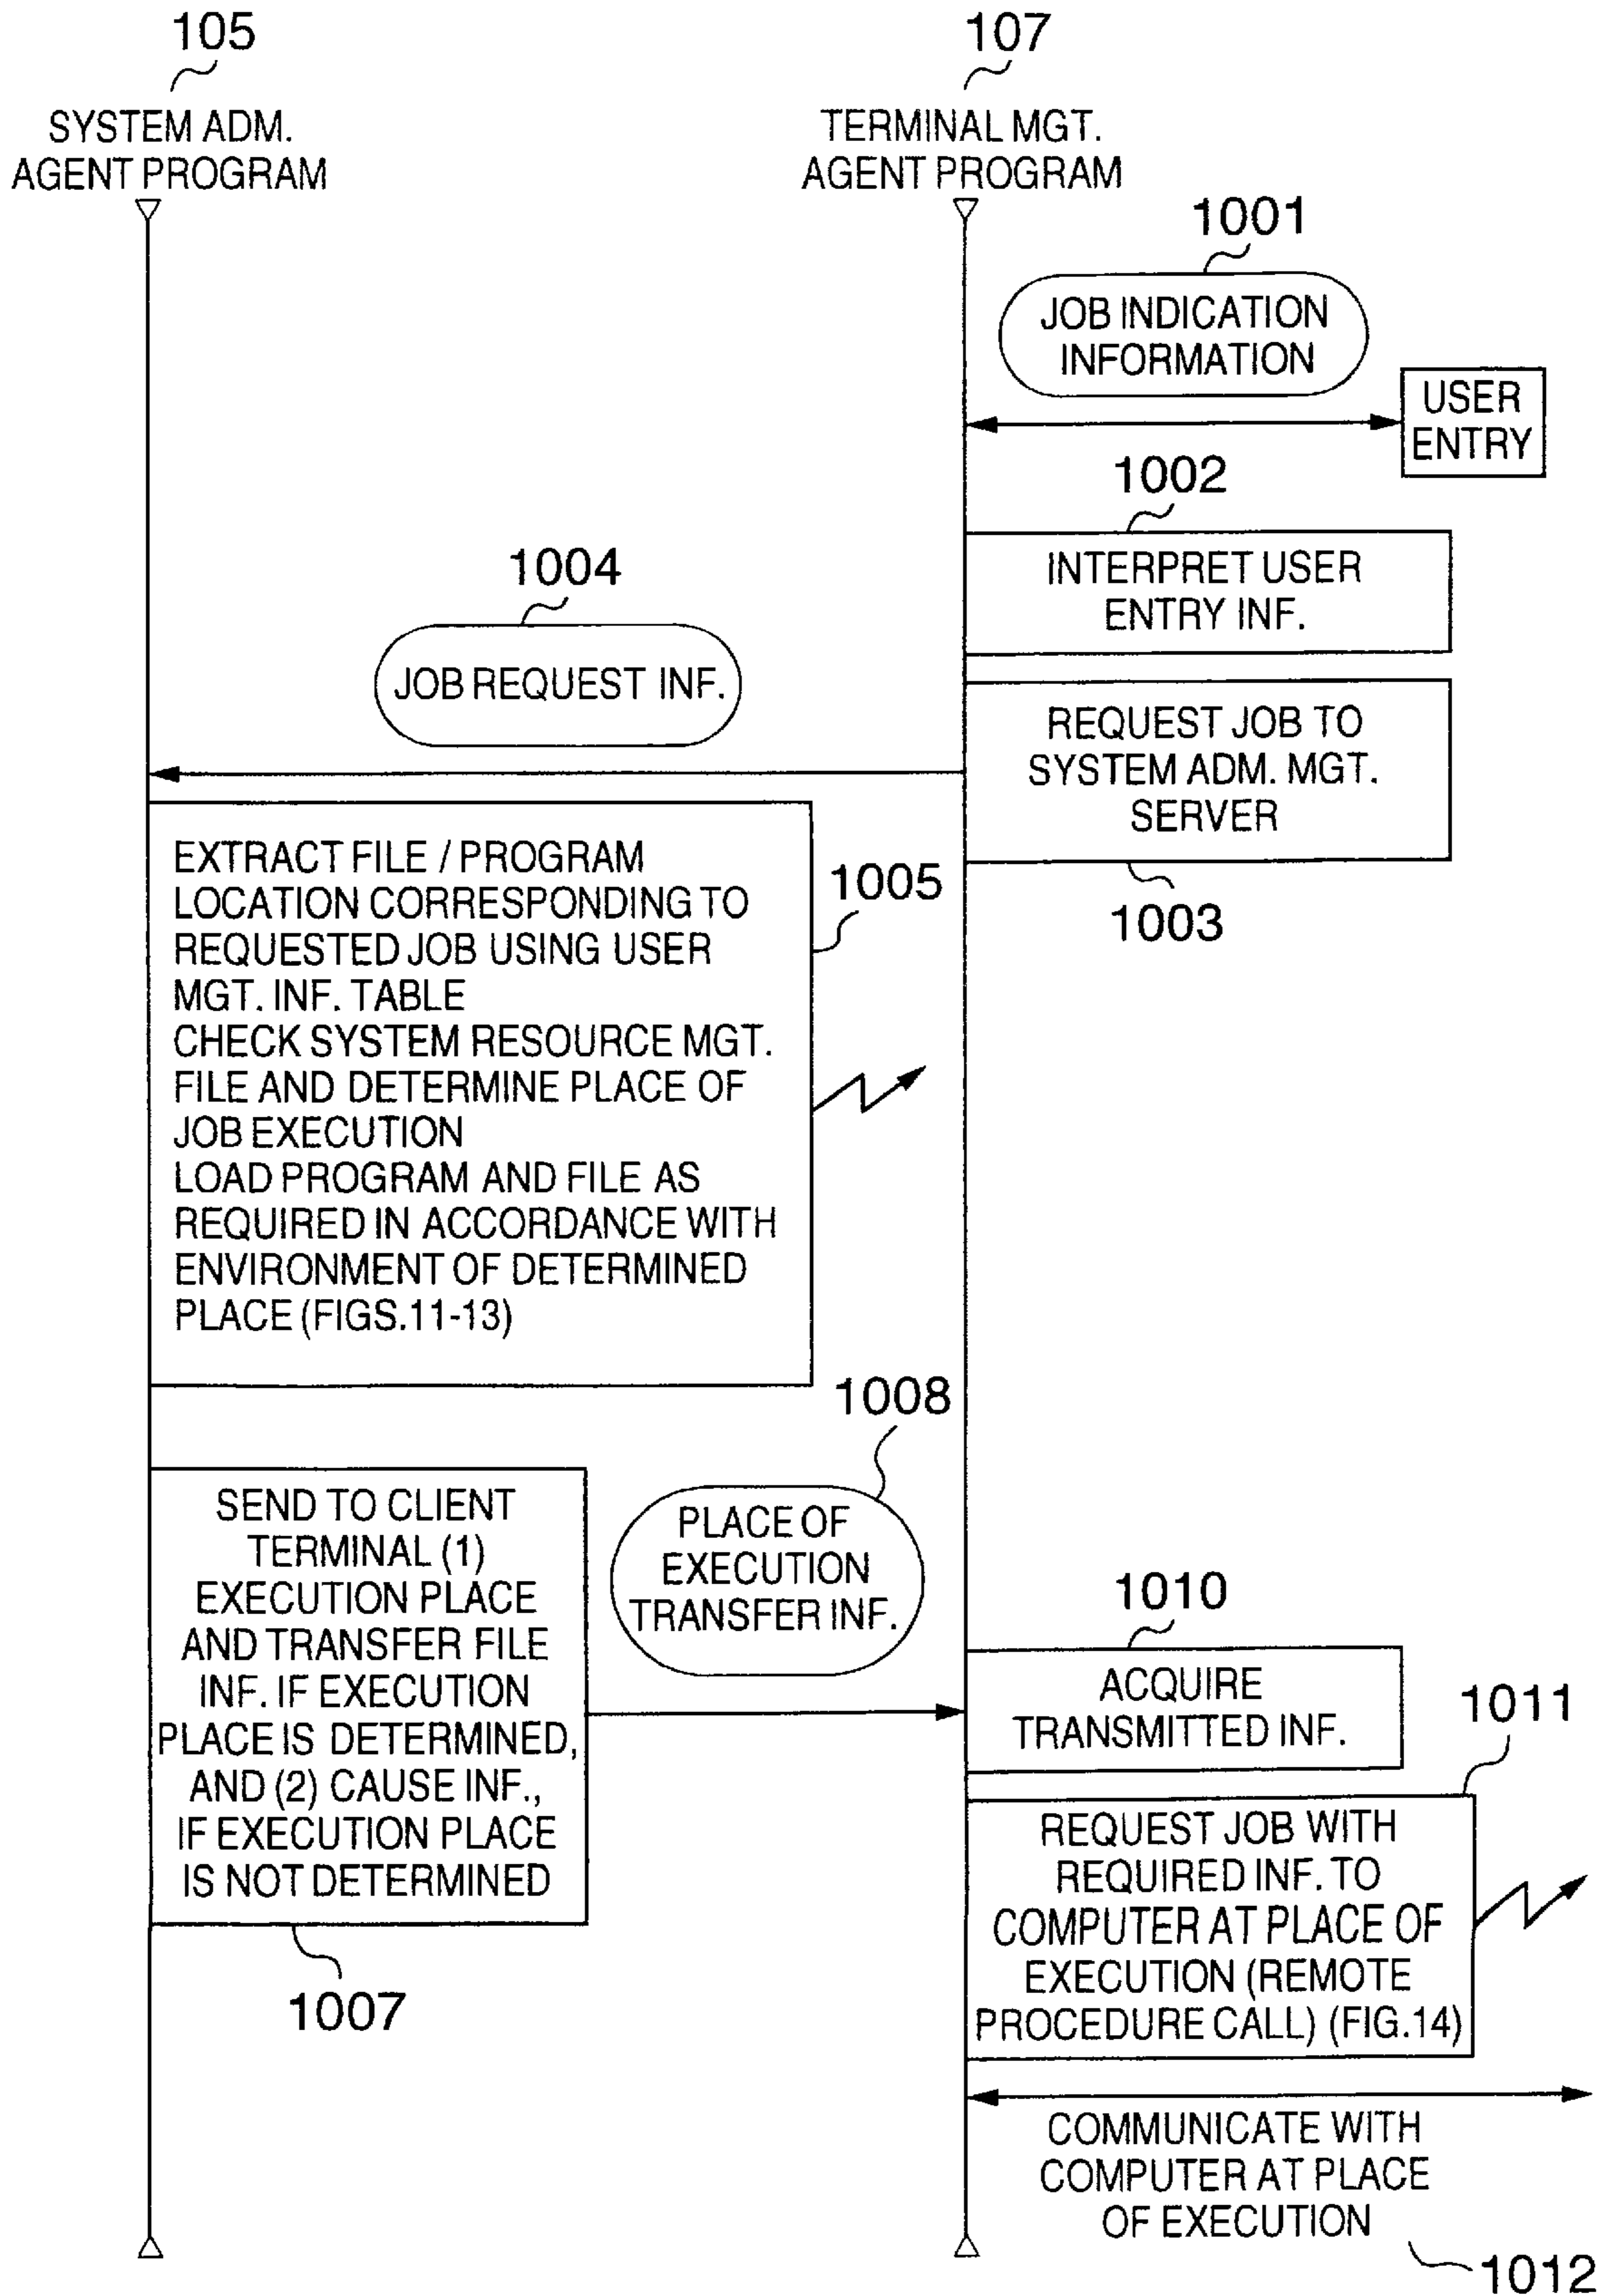 105
SYSTEM ADM.
AGENT PROGRAM
107
TERMINAL MGT.
AGENT PROGRAM
1001
JOB INDICATION
INFORMATION
USER
ENTRY
1002
INTERPRET USER
ENTRY INF.
1004
JOB REQUEST INF.
REQUEST JOB TO
SYSTEM ADM. MGT.
SERVER
1003
EXTRACT FILE / PROGRAM
LOCATION CORRESPONDING TO
REQUESTED JOB USING USER
MGT. INF. TABLE
CHECK SYSTEM RESOURCE MGT.
FILE AND DETERMINE PLACE OF
JOB EXECUTION
LOAD PROGRAM AND FILE AS
REQUIRED IN ACCORDANCE WITH
ENVIRONMENT OF DETERMINED
PLACE (FIGS.11-13)
1005
1008
PLACE OF
EXECUTION
TRANSFER INF.
SEND TO CLIENT
TERMINAL (1)
EXECUTION PLACE
AND TRANSFER FILE
INF. IF EXECUTION
PLACE IS DETERMINED,
AND (2) CAUSE INF.,
IF EXECUTION PLACE
IS NOT DETERMINED
1007
1010
ACQUIRE
TRANSMITTED INF.
1011
REQUEST JOB WITH
REQUIRED INF. TO
COMPUTER AT PLACE OF
EXECUTION (REMOTE
PROCEDURE CALL) (FIG.14)
COMMUNICATE WITH
COMPUTER AT PLACE
OF EXECUTION
1012